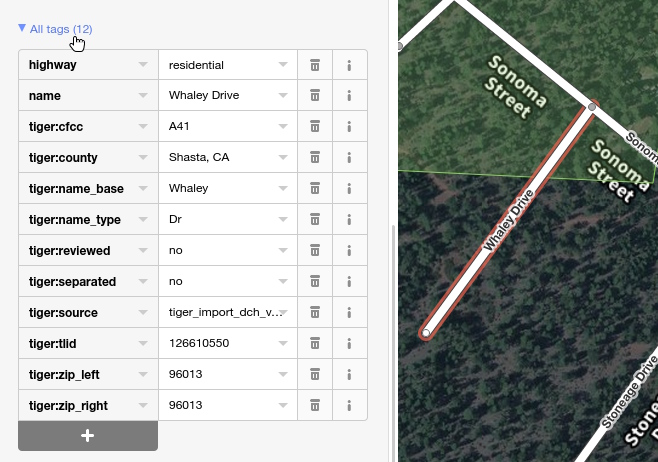 All tags (12)
highway residential
name Whaley Drive
tiger:cfcc A41
tiger:county Shasta, CA
tiger:name_base Whaley
tiger:name_type Dr
tiger:reviewed no
tiger:separated no
tiger:source tiger_import_dch_v...
tiger:tlid 126610550
tiger:zip_left 96013
tiger:zip_right 96013
Sonoma
Street
Sonoma
Street
Whaley Drive
Stoneage Drive